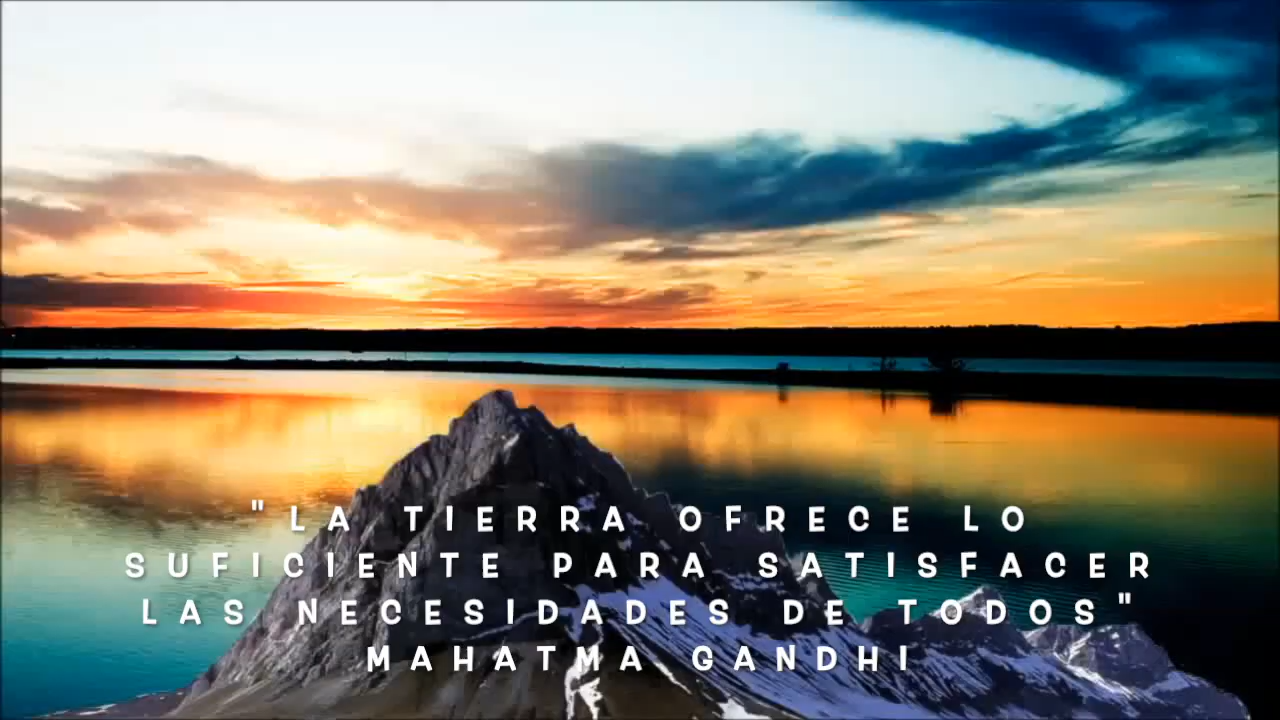 "LA TIERRA OFRECE LO
SUFICIENTE PARA SATISFACER
LAS NECESIDADES DE TODOS"
MAHATMA GANDHI